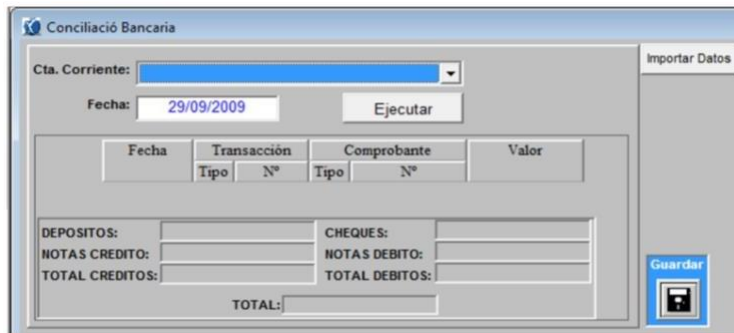 Conciliació Bancaria
Cta. Corriente:
Importar Datos
Fecha: 29/09/2009 Ejecutar
Fecha Transacción Comprobante Valor
Tipo Nº Tipo Nº
DEPOSITOS: CHEQUES:
NOTAS CREDITO: NOTAS DEBITO:
TOTAL CREDITOS: TOTAL DEBITOS:
TOTAL:
Guardar